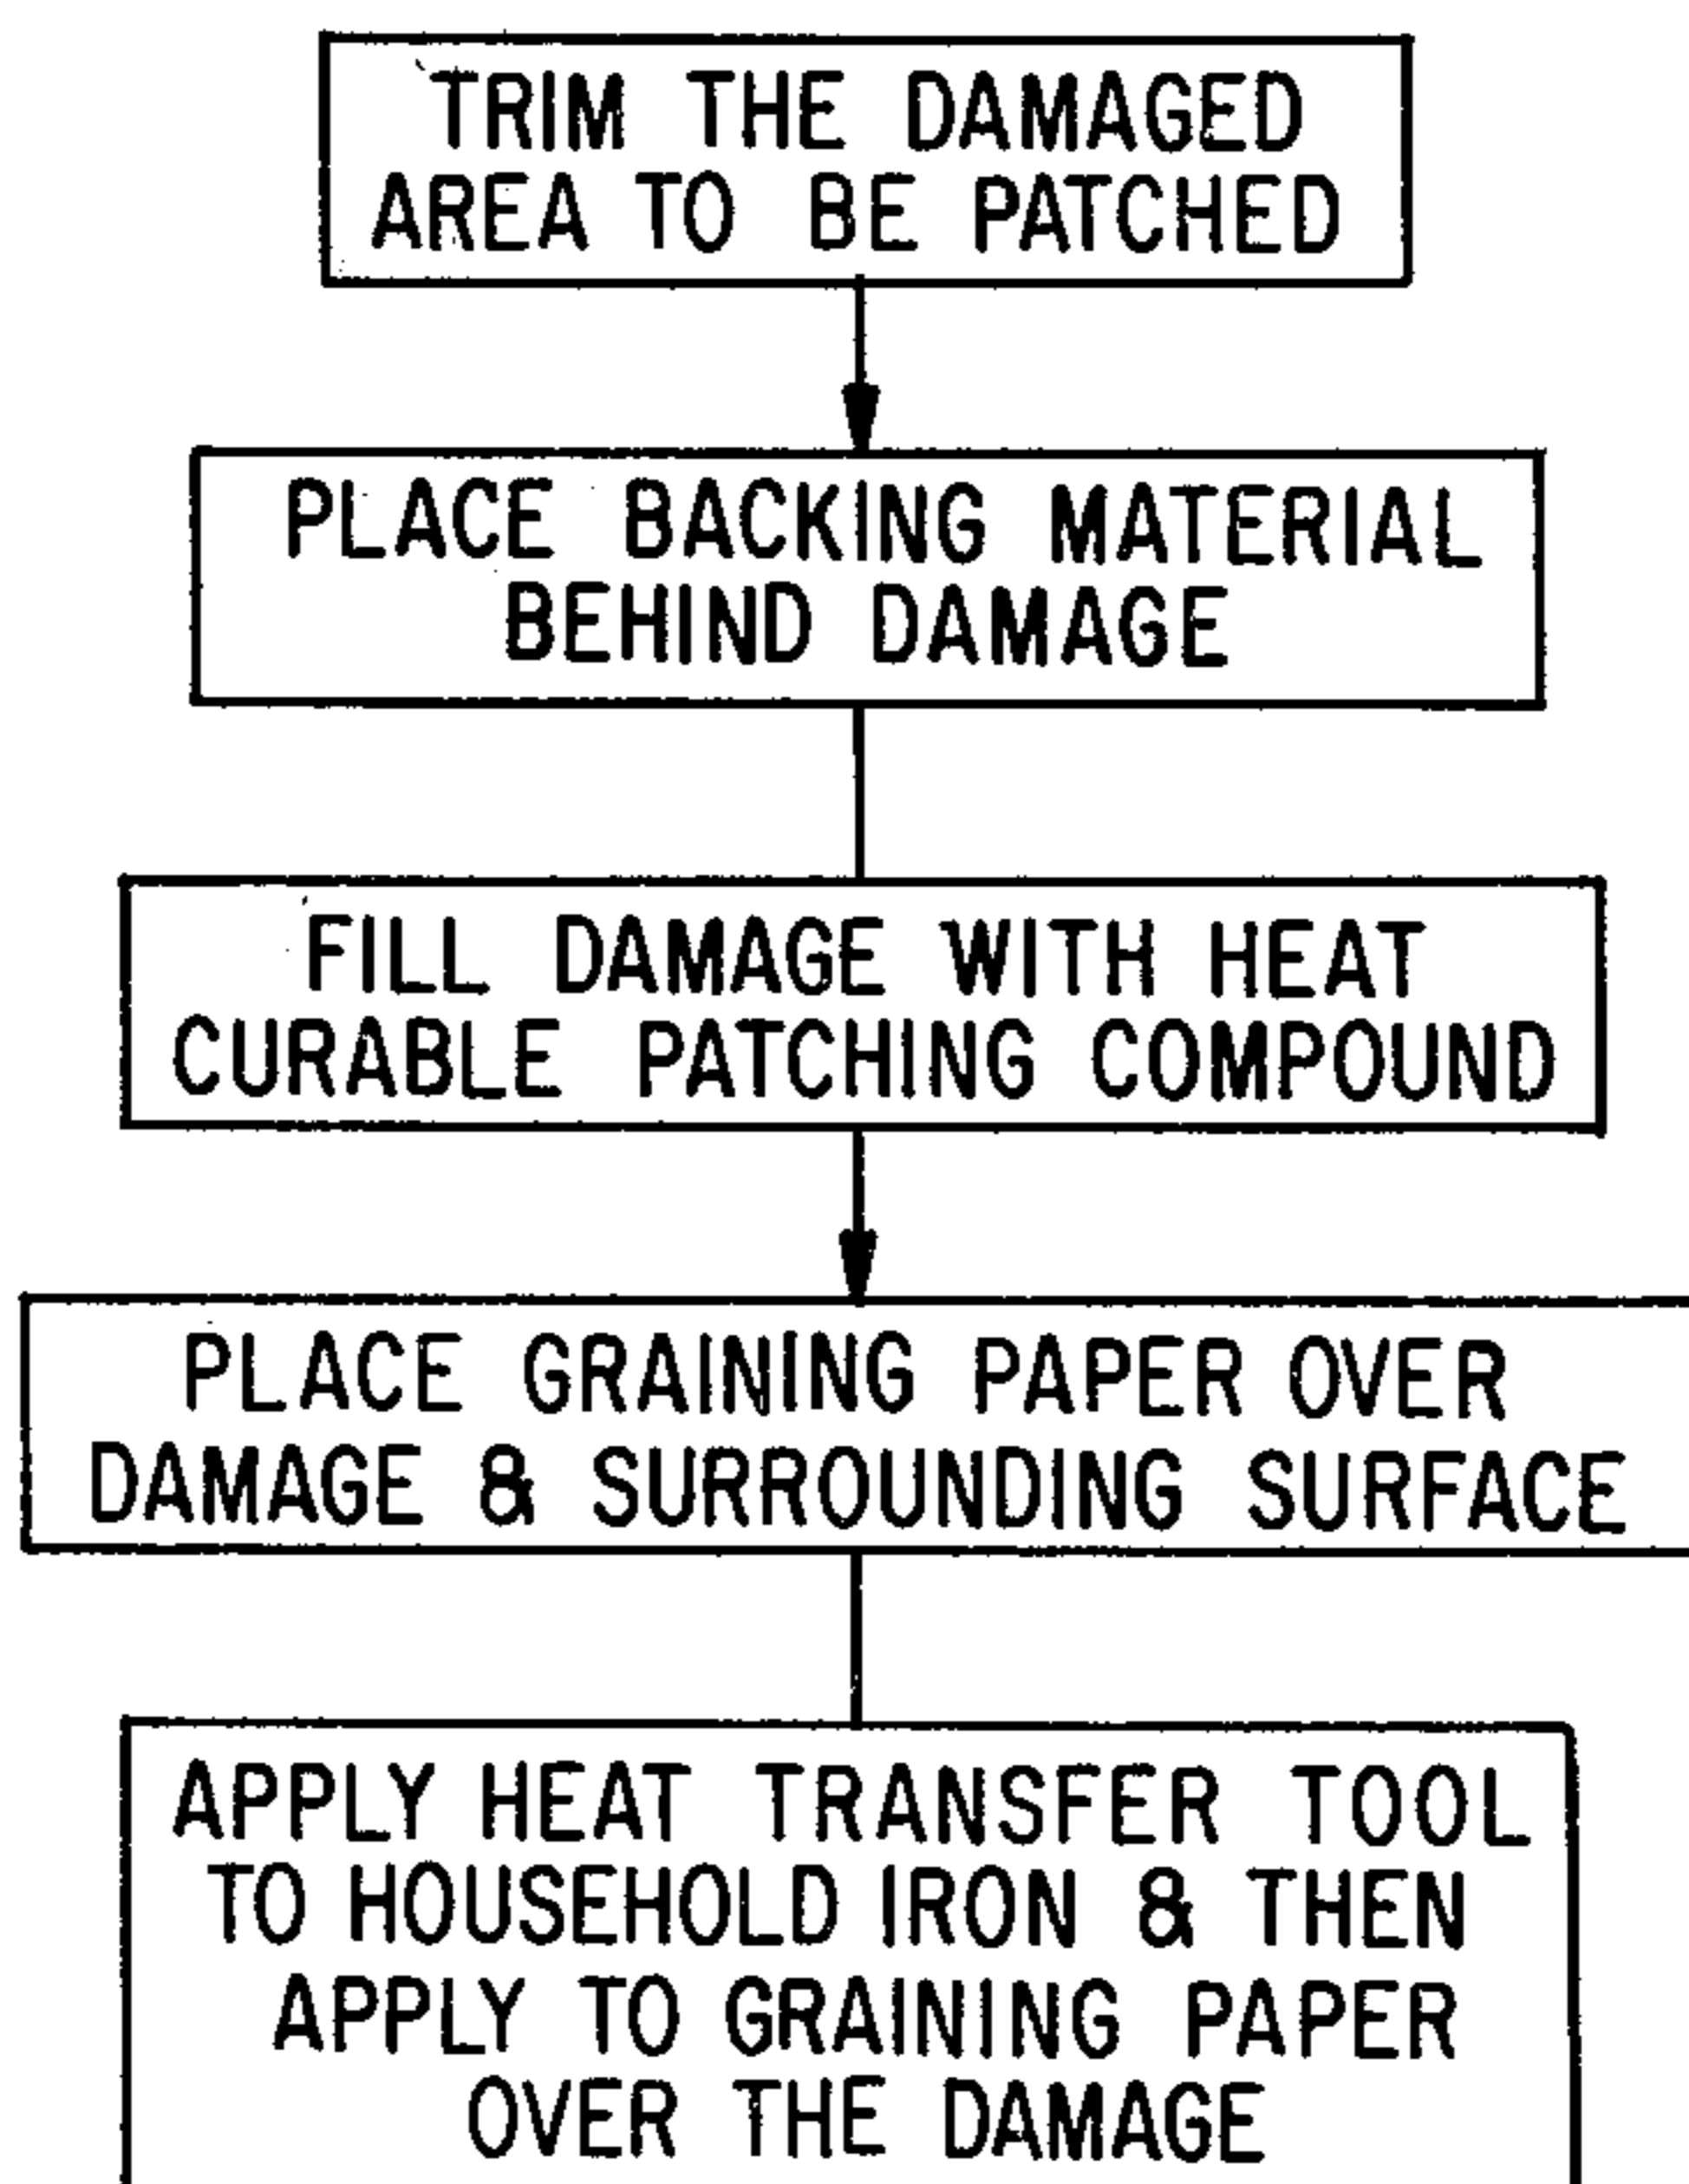 TRIM THE DAMAGED
AREA TO BE PATCHED
PLACE BACKING MATERIAL
BEHIND DAMAGE
FILL DAMAGE WITH HEAT
CURABLE PATCHING COMPOUND
PLACE GRAINING PAPER OVER
DAMAGE & SURROUNDING SURFACE
APPLY HEAT TRANSFER TOOL
TO HOUSEHOLD IRON & THEN
APPLY TO GRAINING PAPER
OVER THE DAMAGE